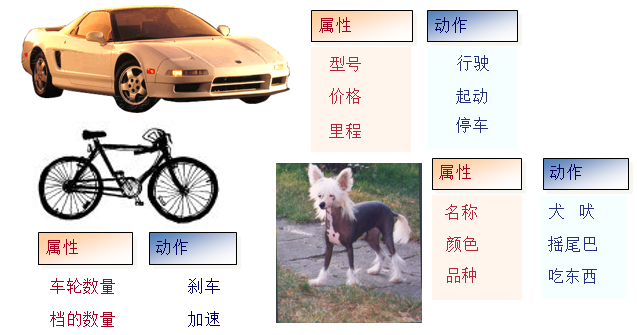 属性 动作
型号 行驶
价格 起动
里程 停车
属性 动作
名称 犬 吠
颜色 摇尾巴
品种 吃东西
属性 动作
车轮数量 刹车
档的数量 加速